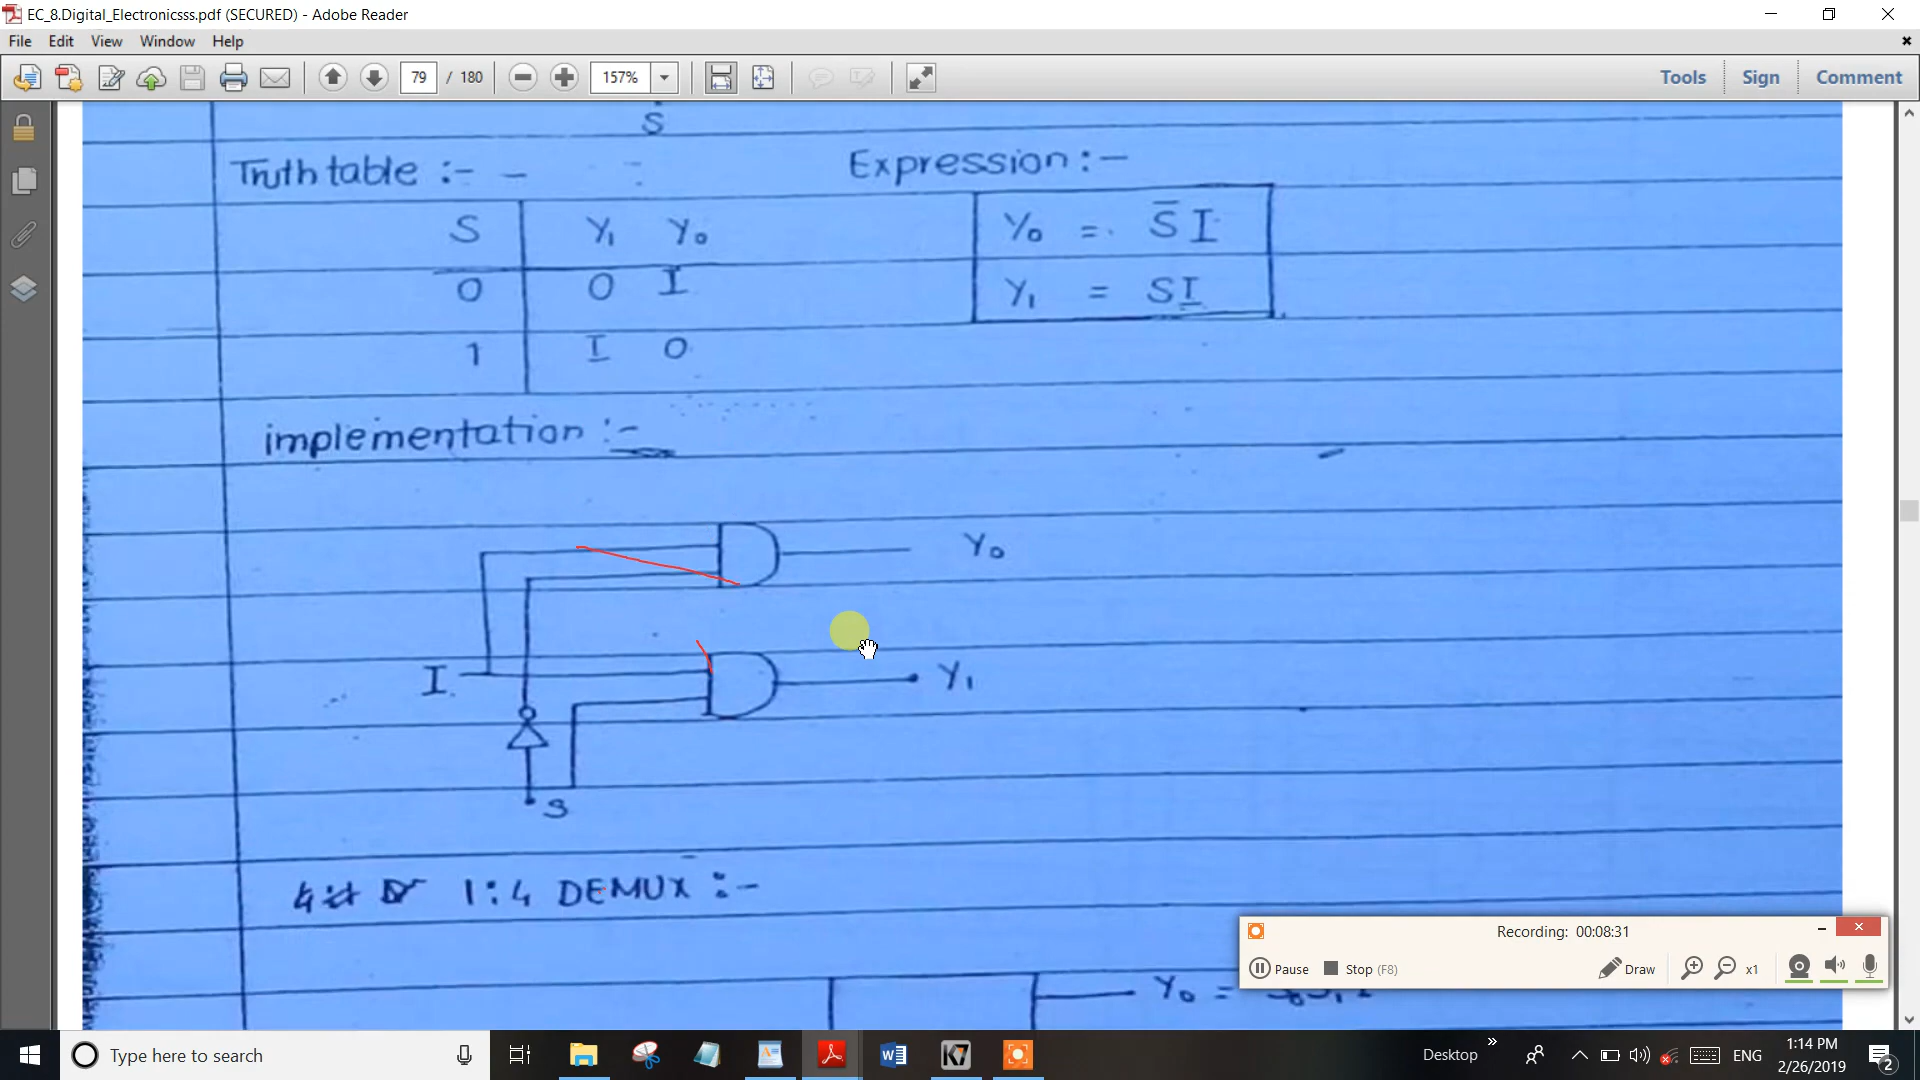 EC_8.Digital_Electronicsss.pdf (SECURED) - Adobe Reader
File Edit View Window Help
79 / 180 157% Tools Sign Comment
S
Truth table :- - Expression :-
S Y₁ Y₀
0 0 I
1 I 0
Y₀ = S̅ I
Y₁ = SI
implementation :-
Y₀
I Y₁
S
1:4 DEMUX :-
Y₀ =
Recording: 00:08:31
Pause Stop (F8) Draw x1
Type here to search
Desktop » ENG
1:14 PM
2/26/2019
2